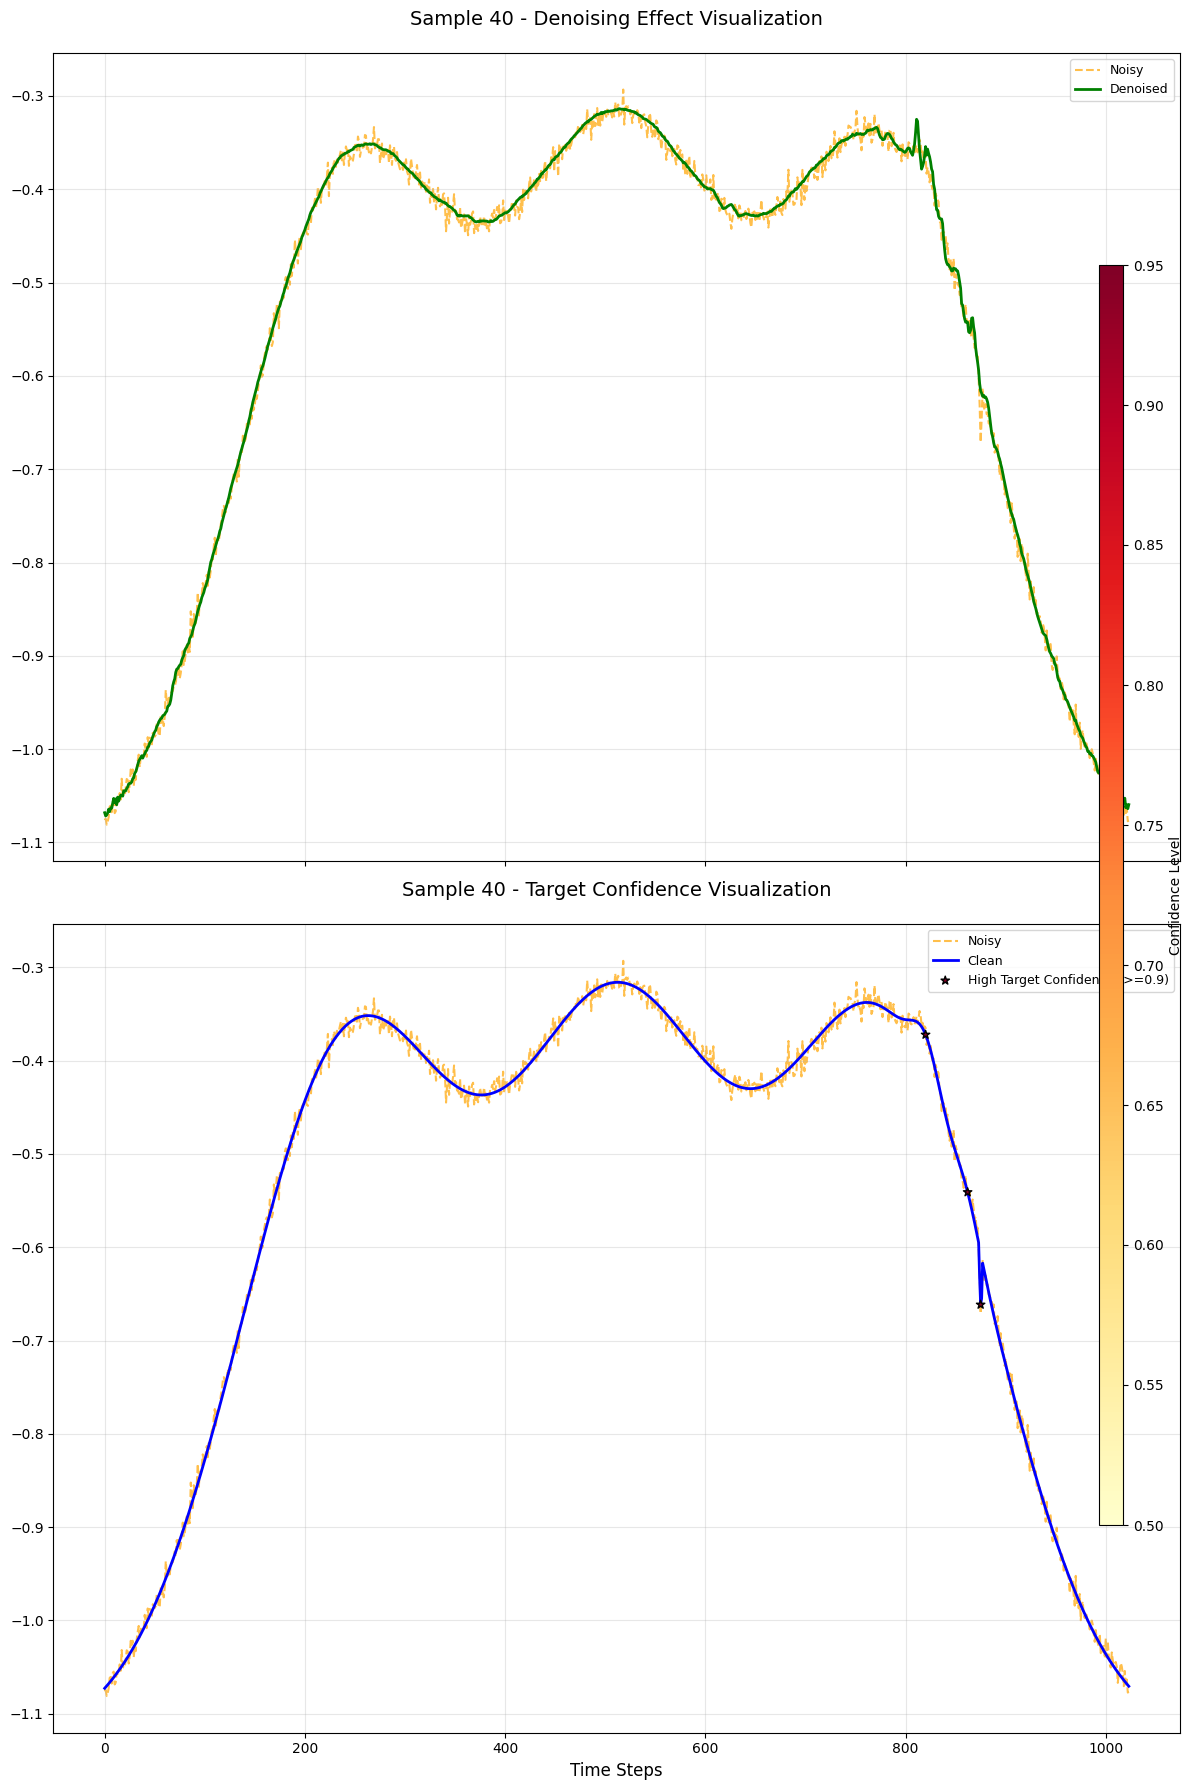 Sample 40 - Denoising Effect Visualization
Noisy
Denoised
−0.3
−0.4
−0.5
−0.6
−0.7
−0.8
−0.9
−1.0
−1.1
0.95
0.90
0.85
0.80
0.75
0.70
0.65
0.60
0.55
0.50
Confidence Level
Sample 40 - Target Confidence Visualization
Noisy
Clean
High Target Confiden >=0.9)
−0.3
−0.4
−0.5
−0.6
−0.7
−0.8
−0.9
−1.0
−1.1
0 200 400 600 800 1000
Time Steps